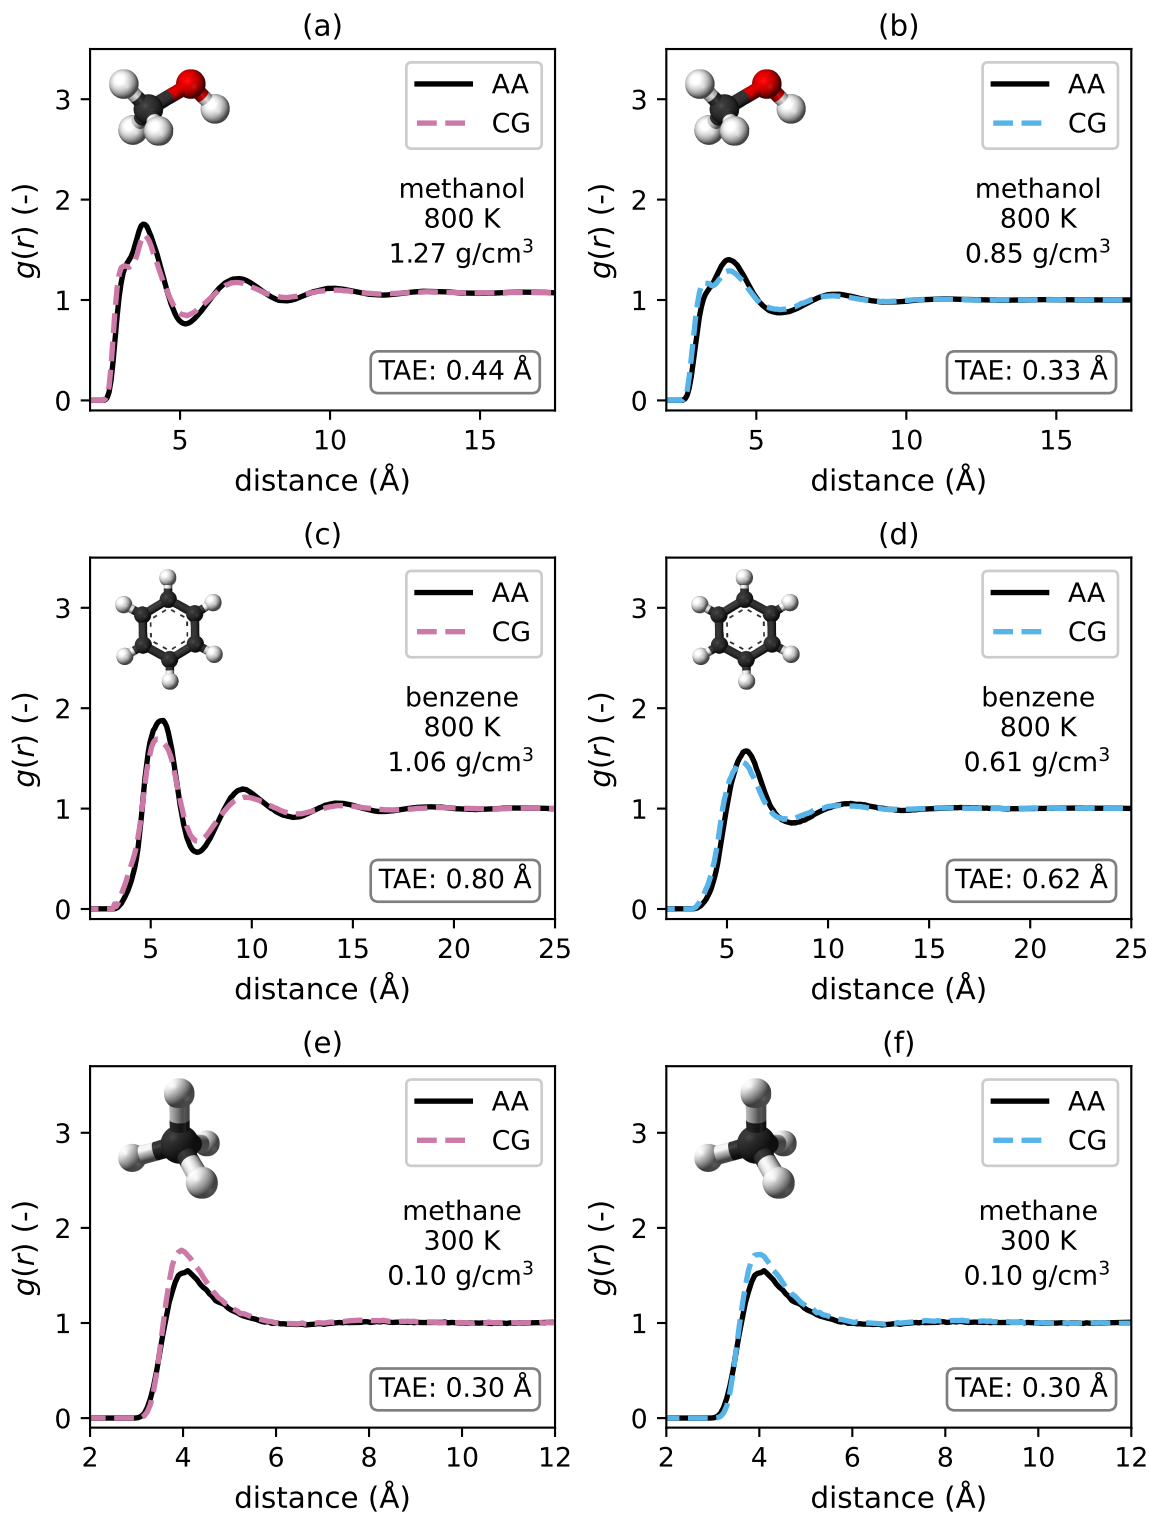 (a)
3
2
1
0
g(r) (-)
AA
CG
methanol
800 K
1.27 g/cm³
TAE: 0.44 Å
5 10 15
distance (Å)
(b)
3
2
1
0
g(r) (-)
AA
CG
methanol
800 K
0.85 g/cm³
TAE: 0.33 Å
5 10 15
distance (Å)
(c)
3
2
1
0
g(r) (-)
AA
CG
benzene
800 K
1.06 g/cm³
TAE: 0.80 Å
5 10 15 20 25
distance (Å)
(d)
3
2
1
0
g(r) (-)
AA
CG
benzene
800 K
0.61 g/cm³
TAE: 0.62 Å
5 10 15 20 25
distance (Å)
(e)
3
2
1
0
g(r) (-)
AA
CG
methane
300 K
0.10 g/cm³
TAE: 0.30 Å
2 4 6 8 10 12
distance (Å)
(f)
3
2
1
0
g(r) (-)
AA
CG
methane
300 K
0.10 g/cm³
TAE: 0.30 Å
2 4 6 8 10 12
distance (Å)